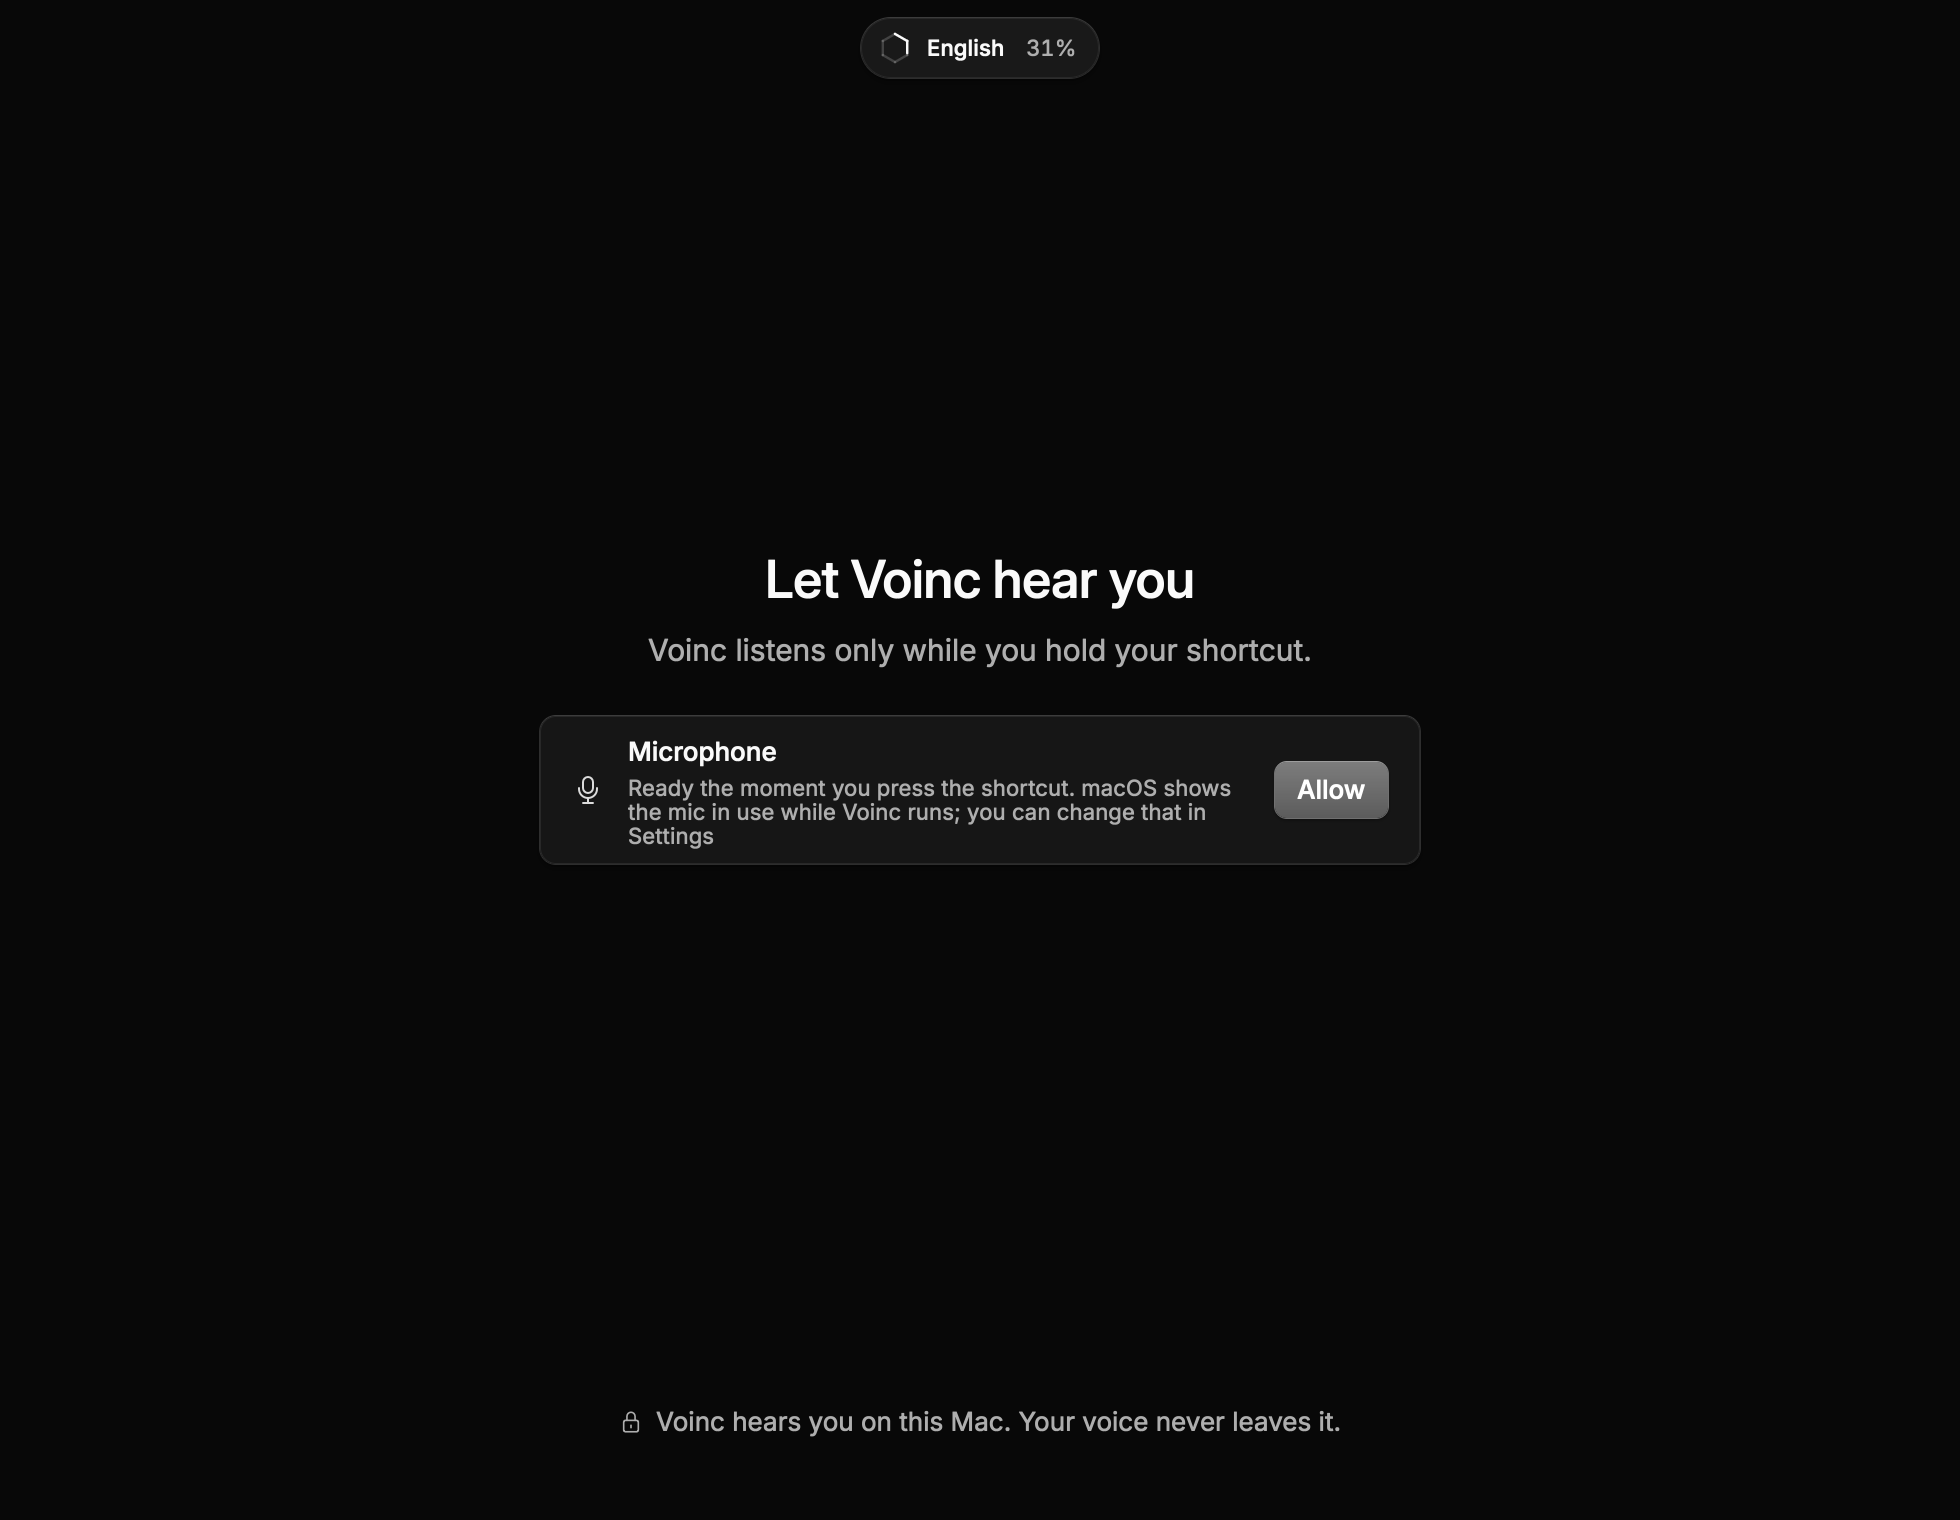 English 31%
Let Voinc hear you
Voinc listens only while you hold your shortcut.
Microphone
Ready the moment you press the shortcut. macOS shows
the mic in use while Voinc runs; you can change that in
Settings
Allow
Voinc hears you on this Mac. Your voice never leaves it.